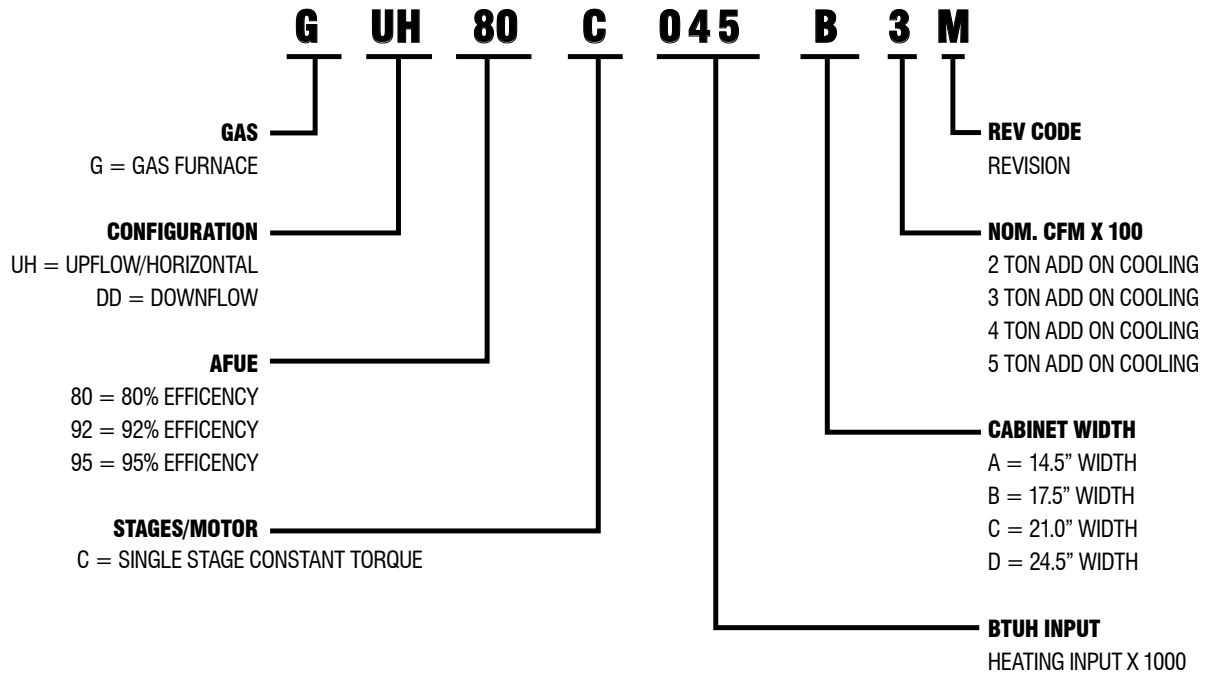 G UH 80 C 045 B 3 M
GAS
G = GAS FURNACE
CONFIGURATION
UH = UPFLOW/HORIZONTAL
DD = DOWNFLOW
AFUE
80 = 80% EFFICENCY
92 = 92% EFFICENCY
95 = 95% EFFICENCY
STAGES/MOTOR
C = SINGLE STAGE CONSTANT TORQUE
REV CODE
REVISION
NOM. CFM X 100
2 TON ADD ON COOLING
3 TON ADD ON COOLING
4 TON ADD ON COOLING
5 TON ADD ON COOLING
CABINET WIDTH
A = 14.5” WIDTH
B = 17.5” WIDTH
C = 21.0” WIDTH
D = 24.5” WIDTH
BTUH INPUT
HEATING INPUT X 1000